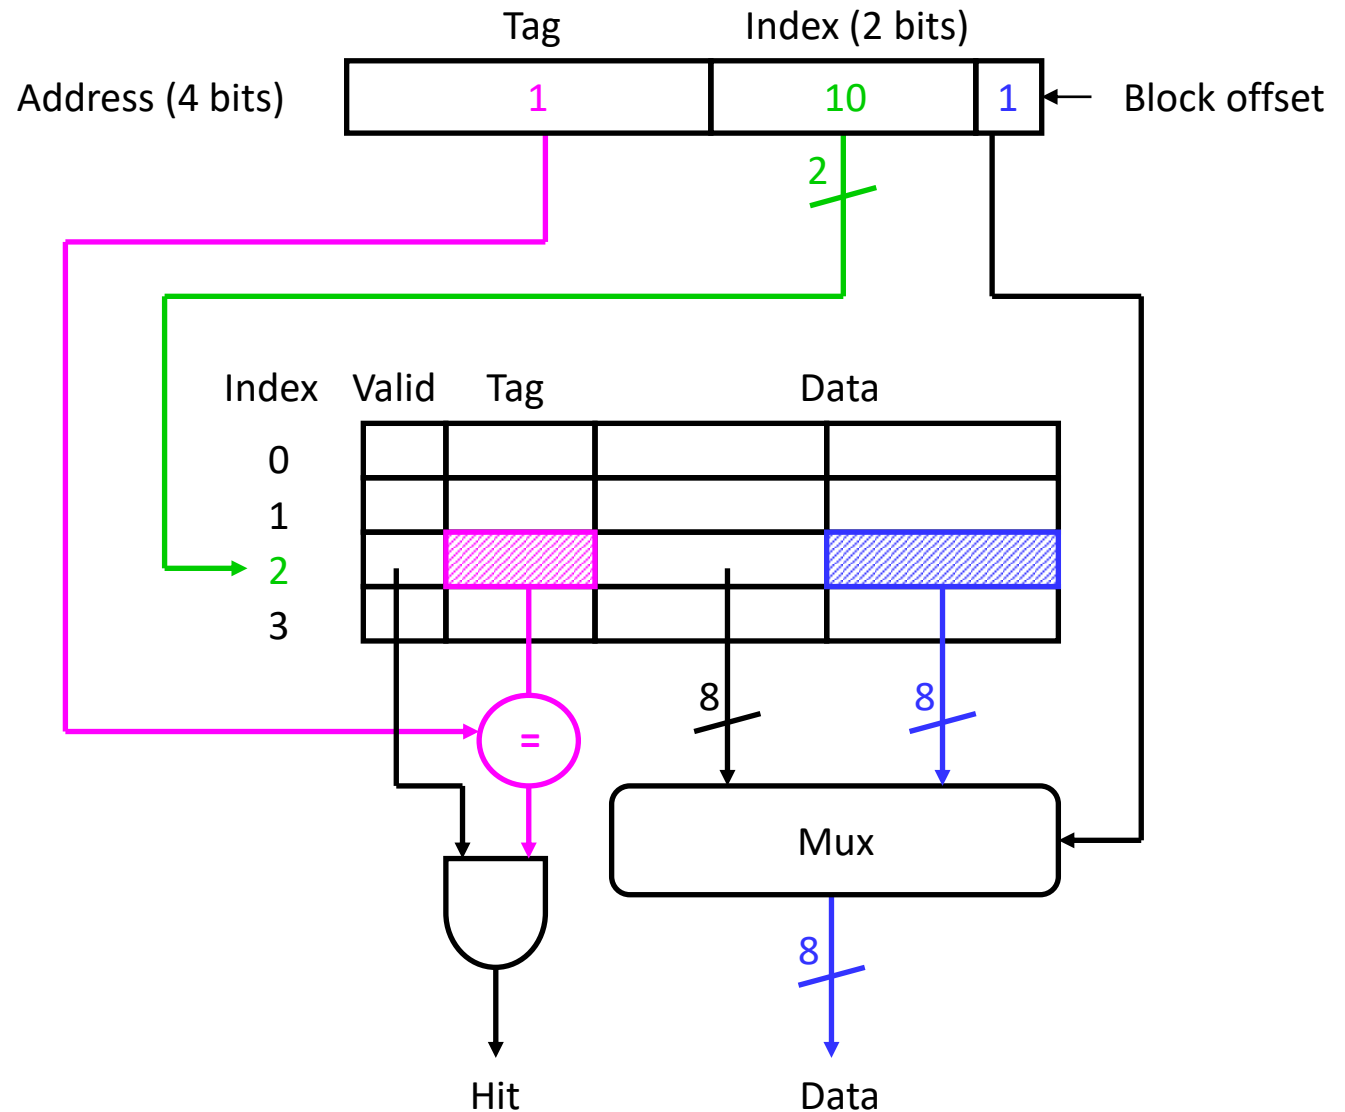 Tag Index (2 bits)
Address (4 bits) 1 10 1 Block offset
2
Index Valid Tag Data
0
1
2
3
8 8
=
Mux
8
Hit Data